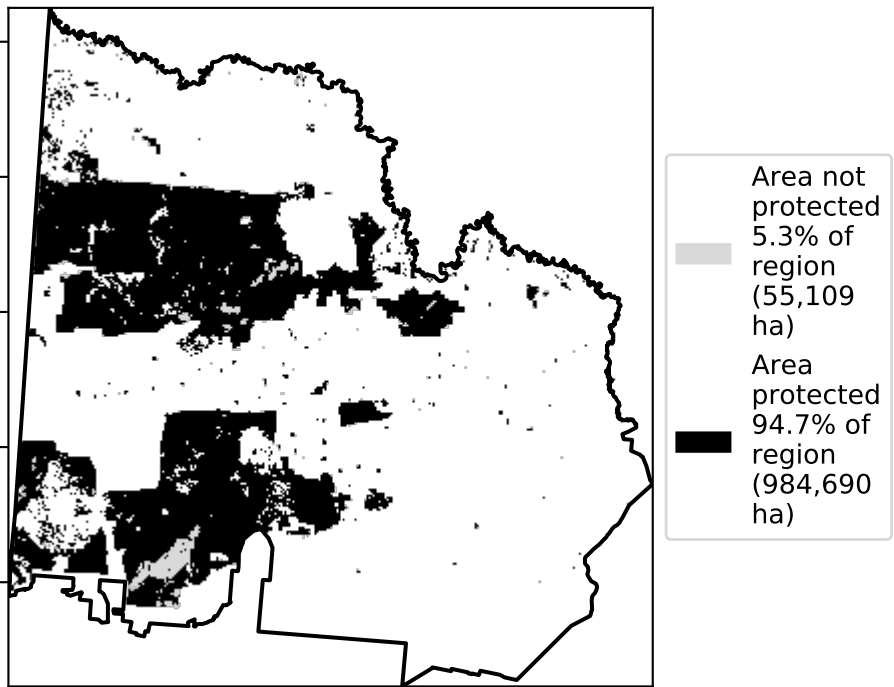 Area not
protected
5.3% of
region
(55,109
ha)
Area
protected
94.7% of
region
(984,690
ha)